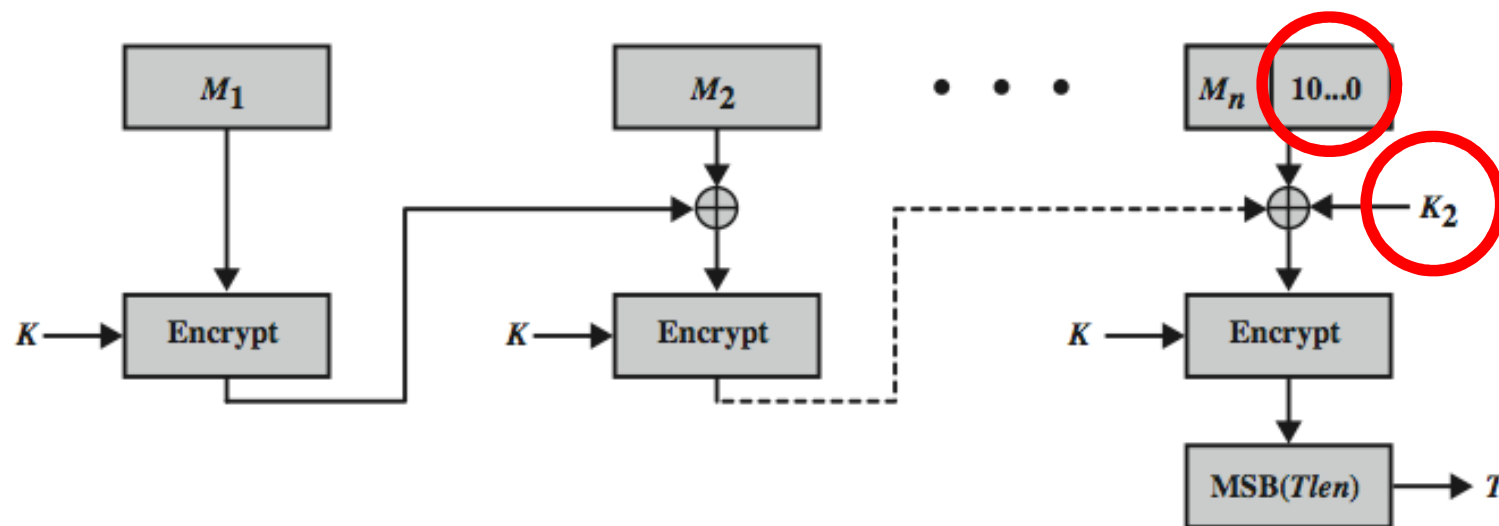 M1 M2 • • • Mn 10...0
K2
K Encrypt K Encrypt K Encrypt
MSB(Tlen) T